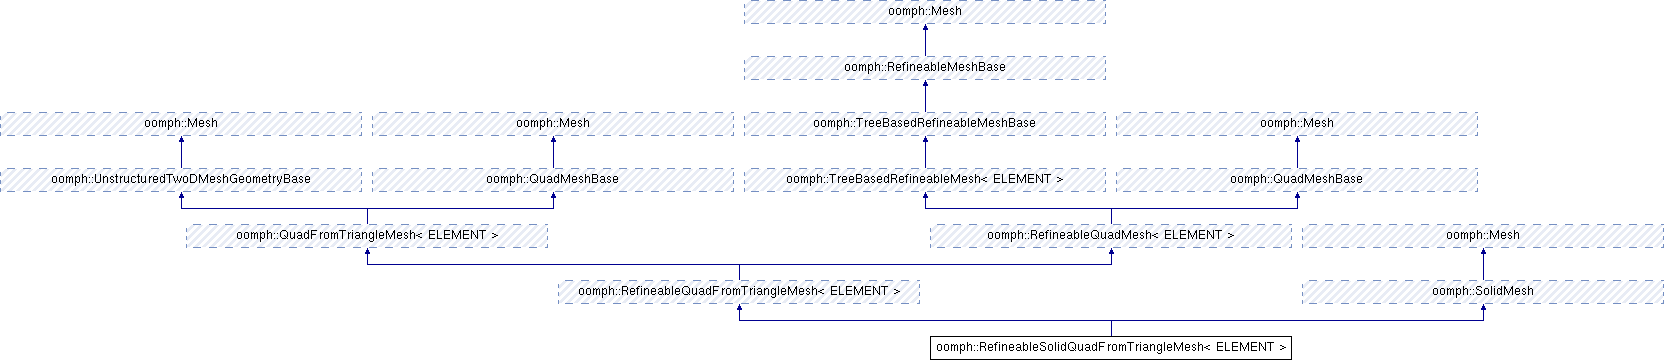 oomph::Mesh
oomph::RefineableMeshBase
oomph::Mesh
oomph::Mesh
oomph::TreeBasedRefineableMeshBase
oomph::Mesh
oomph::UnstructuredTwoDMeshGeometryBase
oomph::QuadMeshBase
oomph::TreeBasedRefineableMesh< ELEMENT >
oomph::QuadMeshBase
oomph::QuadFromTriangleMesh< ELEMENT >
oomph::RefineableQuadMesh< ELEMENT >
oomph::Mesh
oomph::RefineableQuadFromTriangleMesh< ELEMENT >
oomph::SolidMesh
oomph::RefineableSolidQuadFromTriangleMesh< ELEMENT >